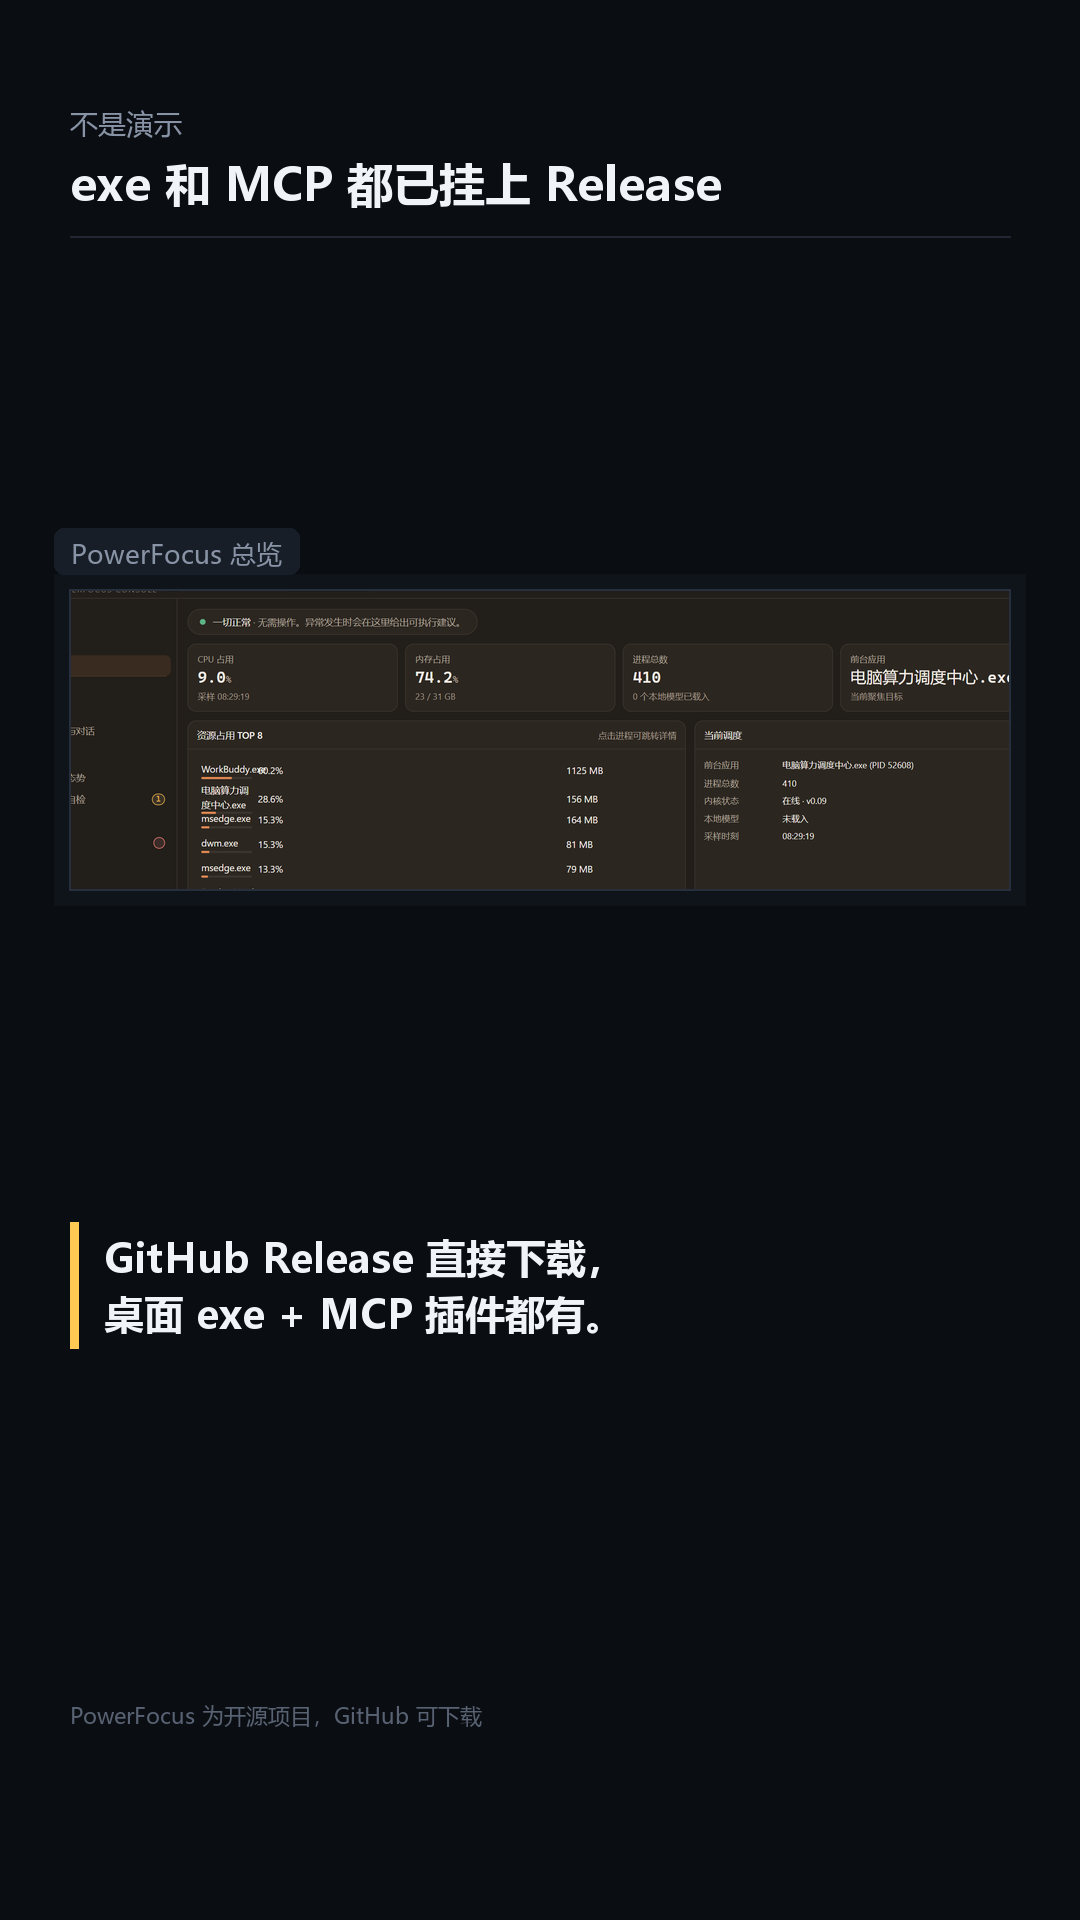 不是演示
exe 和 MCP 都已挂上 Release
PowerFocus 总览
一切正常 · 无需操作。异常发生时会在这里给出可执行建议。
CPU 占用
9.0%
采样 08:29:19
内存占用
74.2%
23 / 31 GB
进程总数
410
0 个本地模型已载入
前台应用
电脑算力调度中心.exe
当前聚焦目标
与对话
态势
自检
1
资源占用 TOP 8
点击进程可跳转详情
WorkBuddy.exe 60.2% 1125 MB
电脑算力调
度中心.exe 28.6% 156 MB
msedge.exe 15.3% 164 MB
dwm.exe 15.3% 81 MB
msedge.exe 13.3% 79 MB
当前调度
前台应用 电脑算力调度中心.exe (PID 52608)
进程总数 410
内核状态 在线 · v0.09
本地模型 未载入
采样时刻 08:29:19
GitHub Release 直接下载，
桌面 exe + MCP 插件都有。
PowerFocus 为开源项目，GitHub 可下载